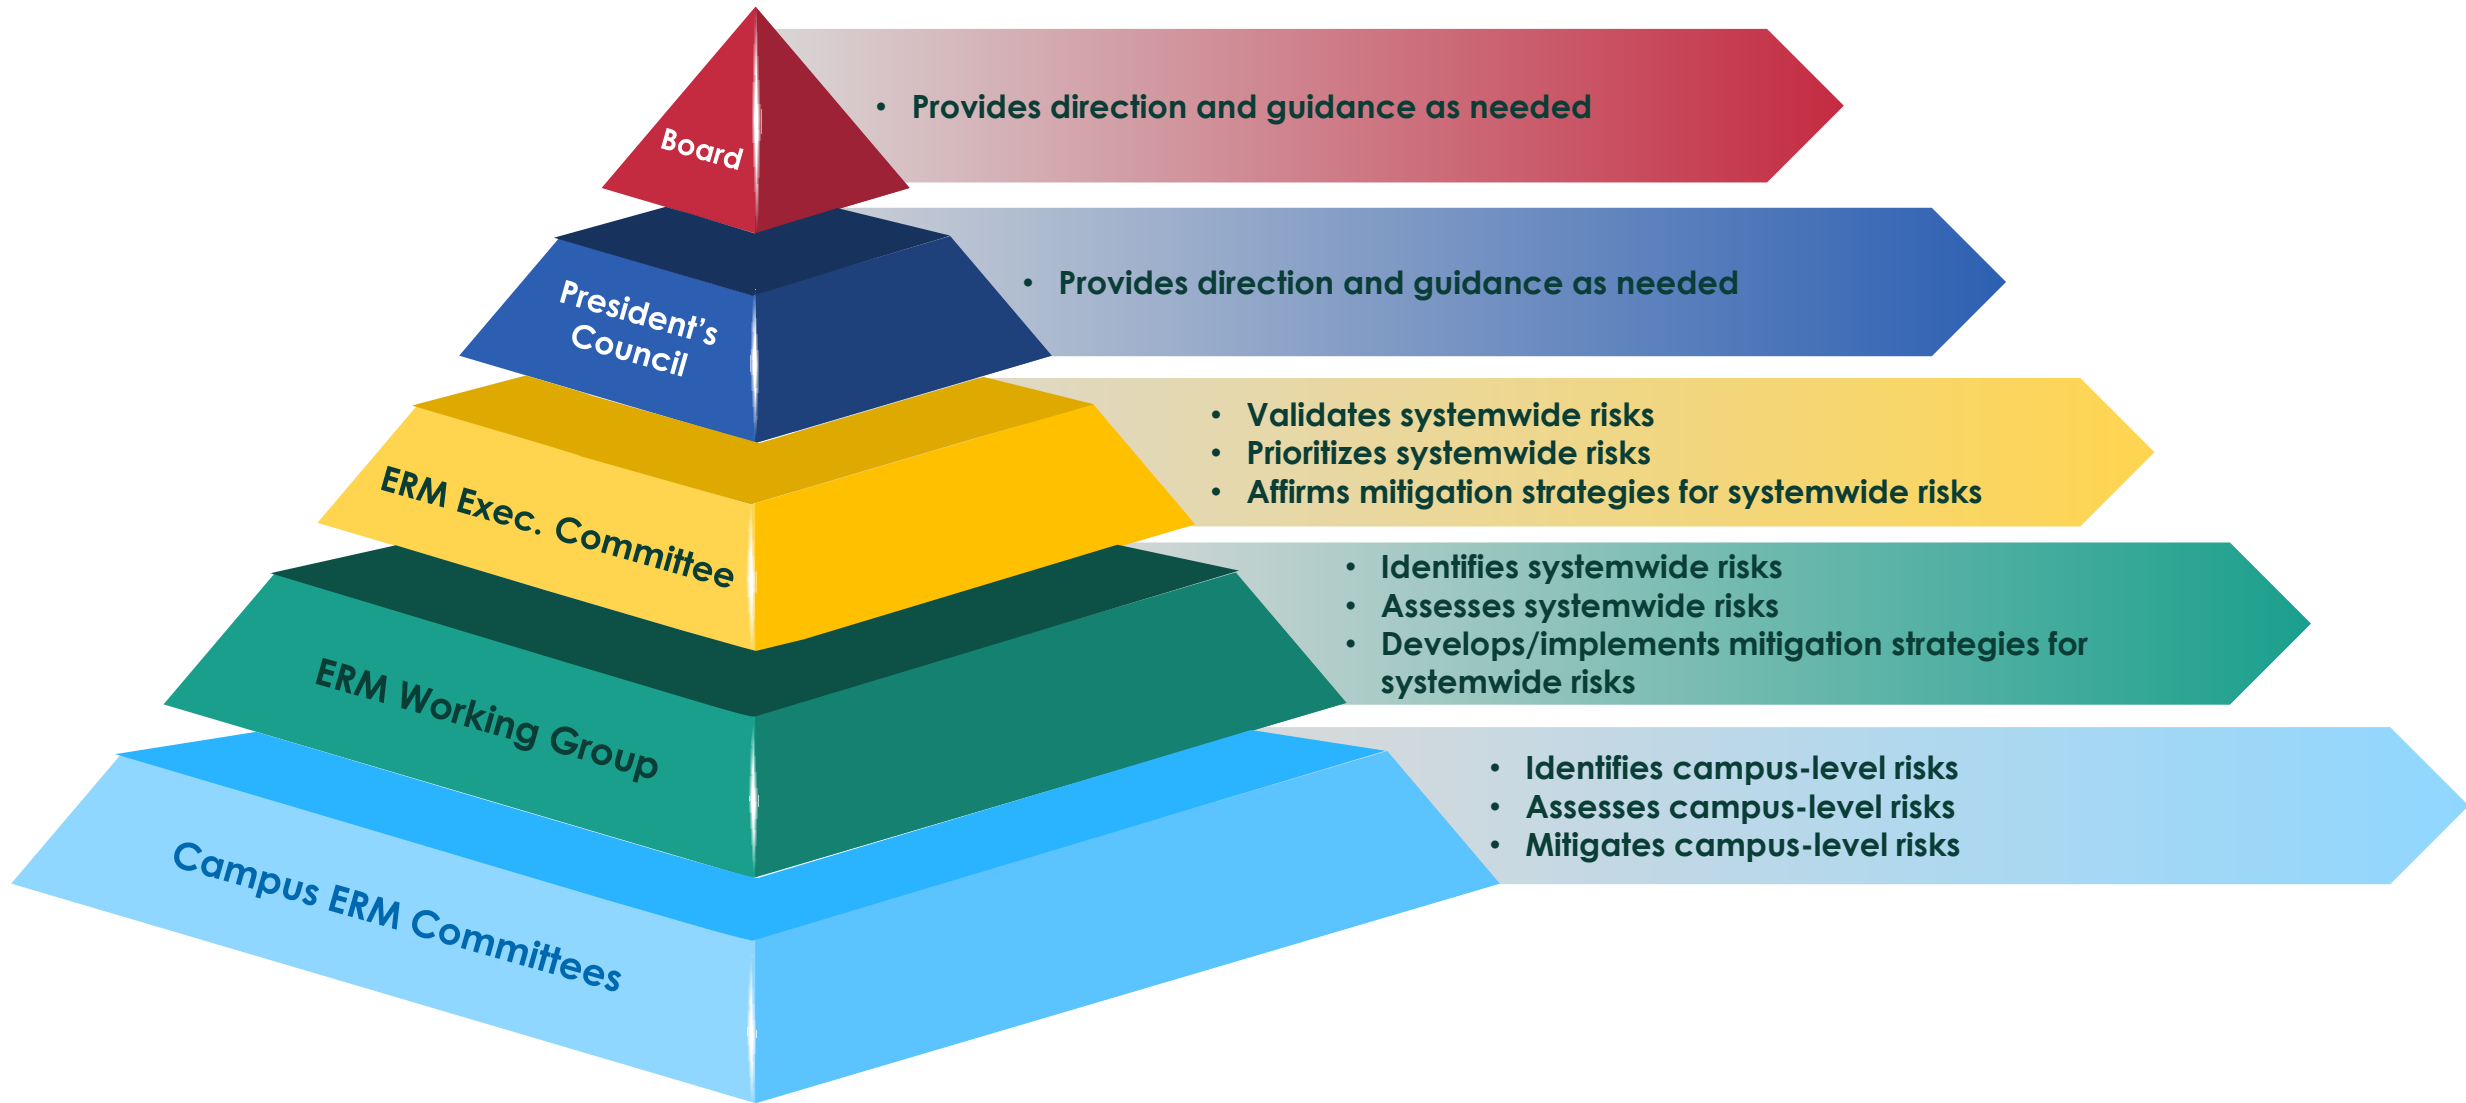 Board
• Provides direction and guidance as needed
President’s
Council
• Provides direction and guidance as needed
ERM Exec. Committee
• Validates systemwide risks
• Prioritizes systemwide risks
• Affirms mitigation strategies for systemwide risks
ERM Working Group
• Identifies systemwide risks
• Assesses systemwide risks
• Develops/implements mitigation strategies for
systemwide risks
Campus ERM Committees
• Identifies campus-level risks
• Assesses campus-level risks
• Mitigates campus-level risks